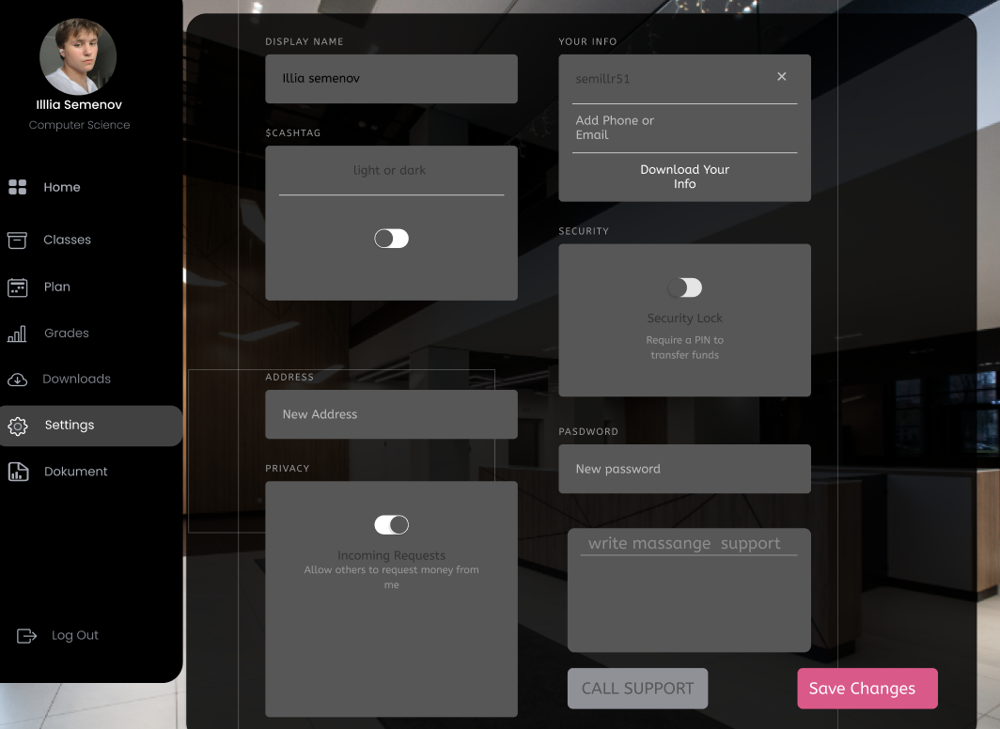 Illlia Semenov
Computer Science
Home
Classes
Plan
Grades
Downloads
Settings
Dokument
Log Out
DISPLAY NAME
Illia semenov
$CASHTAG
light or dark
ADDRESS
New Address
PRIVACY
Incoming Requests
Allow others to request money from
me
YOUR INFO
semillr51
Add Phone or
Email
Download Your
Info
SECURITY
Security Lock
Require a PIN to
transfer funds
PASDWORD
New password
write massange  support
CALL SUPPORT
Save Changes